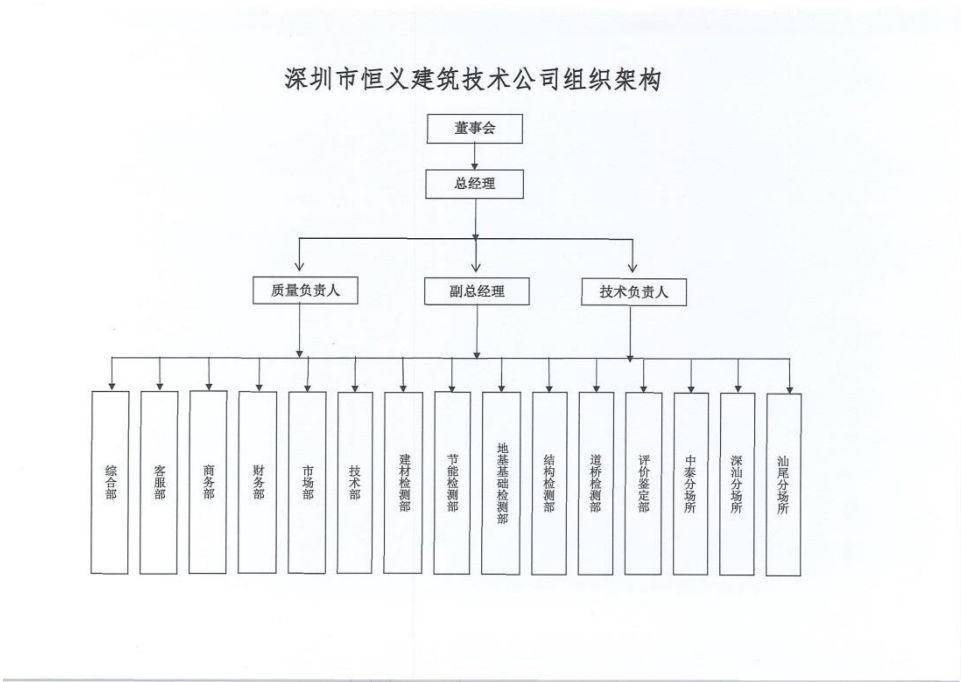 深圳市恒义建筑技术公司组织架构
董事会
总经理
质量负责人
副总经理
技术负责人
综合部
客服部
商务部
财务部
市场部
技术部
建材检测部
节能检测部
地基基础检测部
结构检测部
道桥检测部
评价鉴定部
中泰分场所
深汕分场所
汕尾分场所